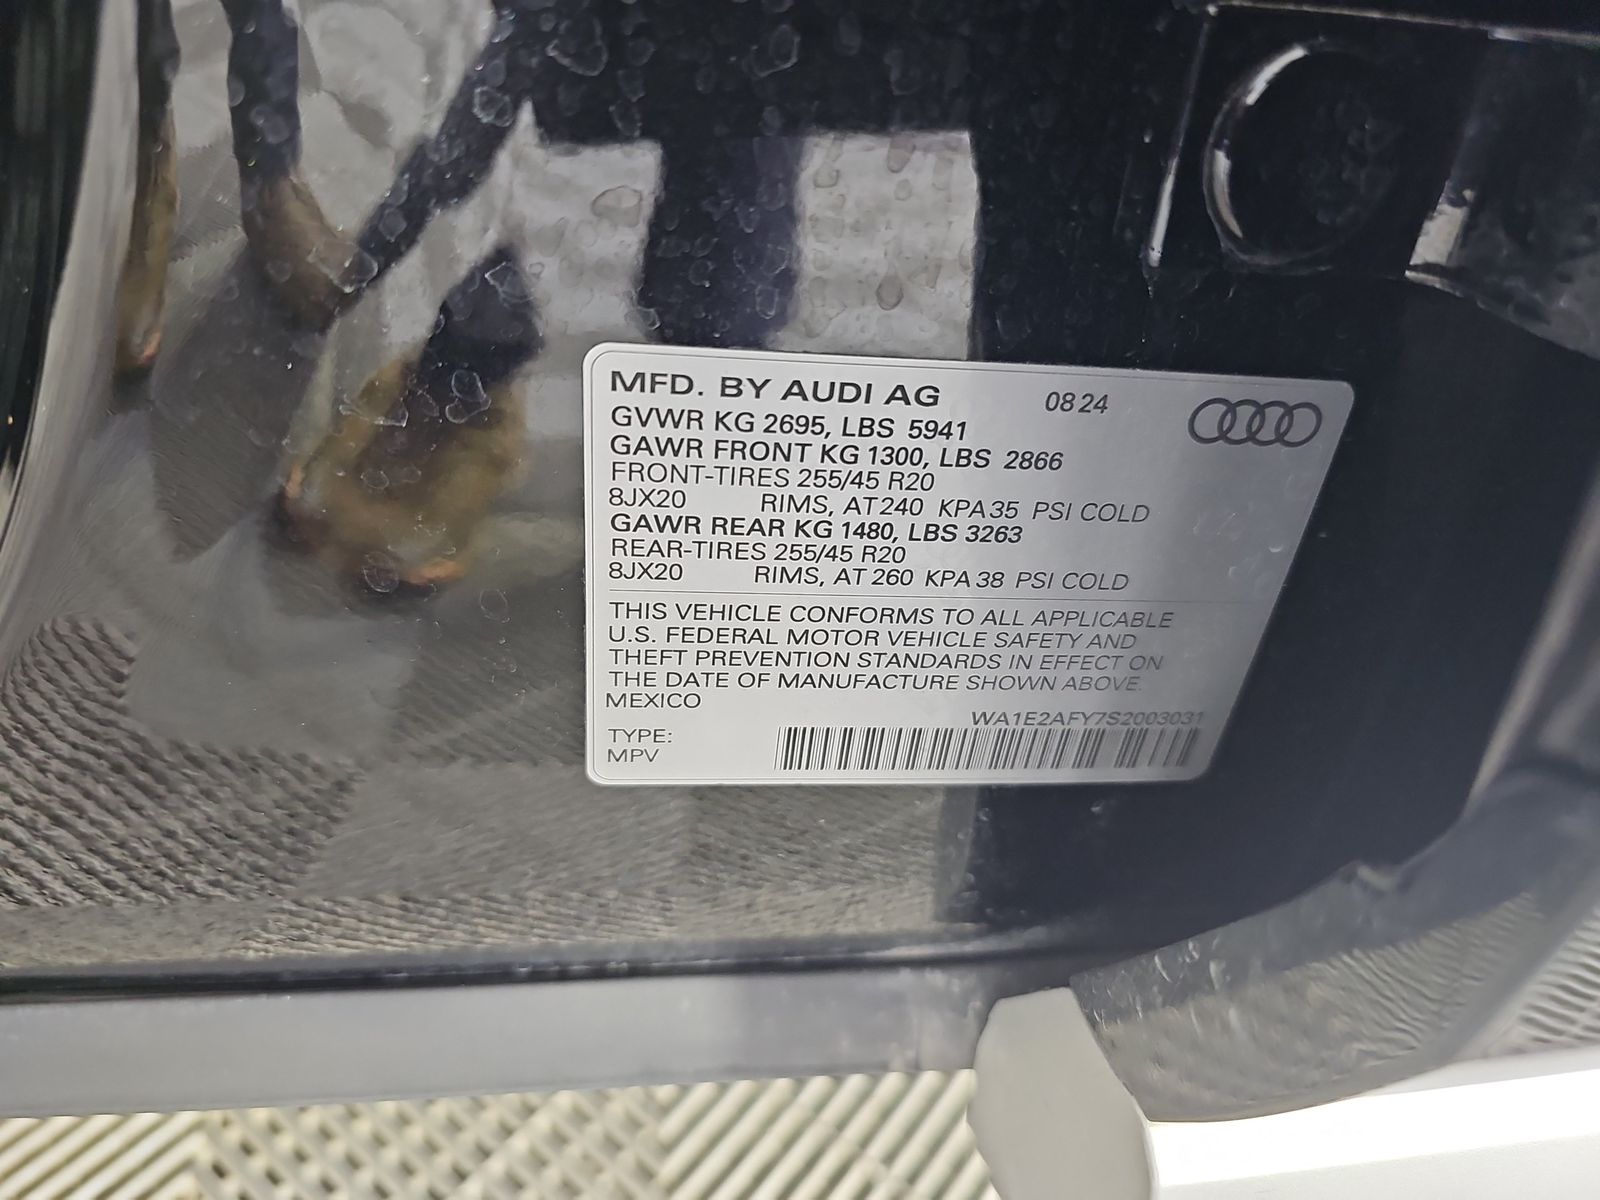 MFD. BY AUDI AG 08 24
GVWR KG 2695, LBS 5941
GAWR FRONT KG 1300, LBS 2866
FRONT-TIRES 255/45 R20
8JX20 RIMS, AT 240 KPA 35 PSI COLD
GAWR REAR KG 1480, LBS 3263
REAR-TIRES 255/45 R20
8JX20 RIMS, AT 260 KPA 38 PSI COLD
THIS VEHICLE CONFORMS TO ALL APPLICABLE
U.S. FEDERAL MOTOR VEHICLE SAFETY AND
THEFT PREVENTION STANDARDS IN EFFECT ON
THE DATE OF MANUFACTURE SHOWN ABOVE.
MEXICO
WA1E2AFY7S2003031
TYPE:
MPV